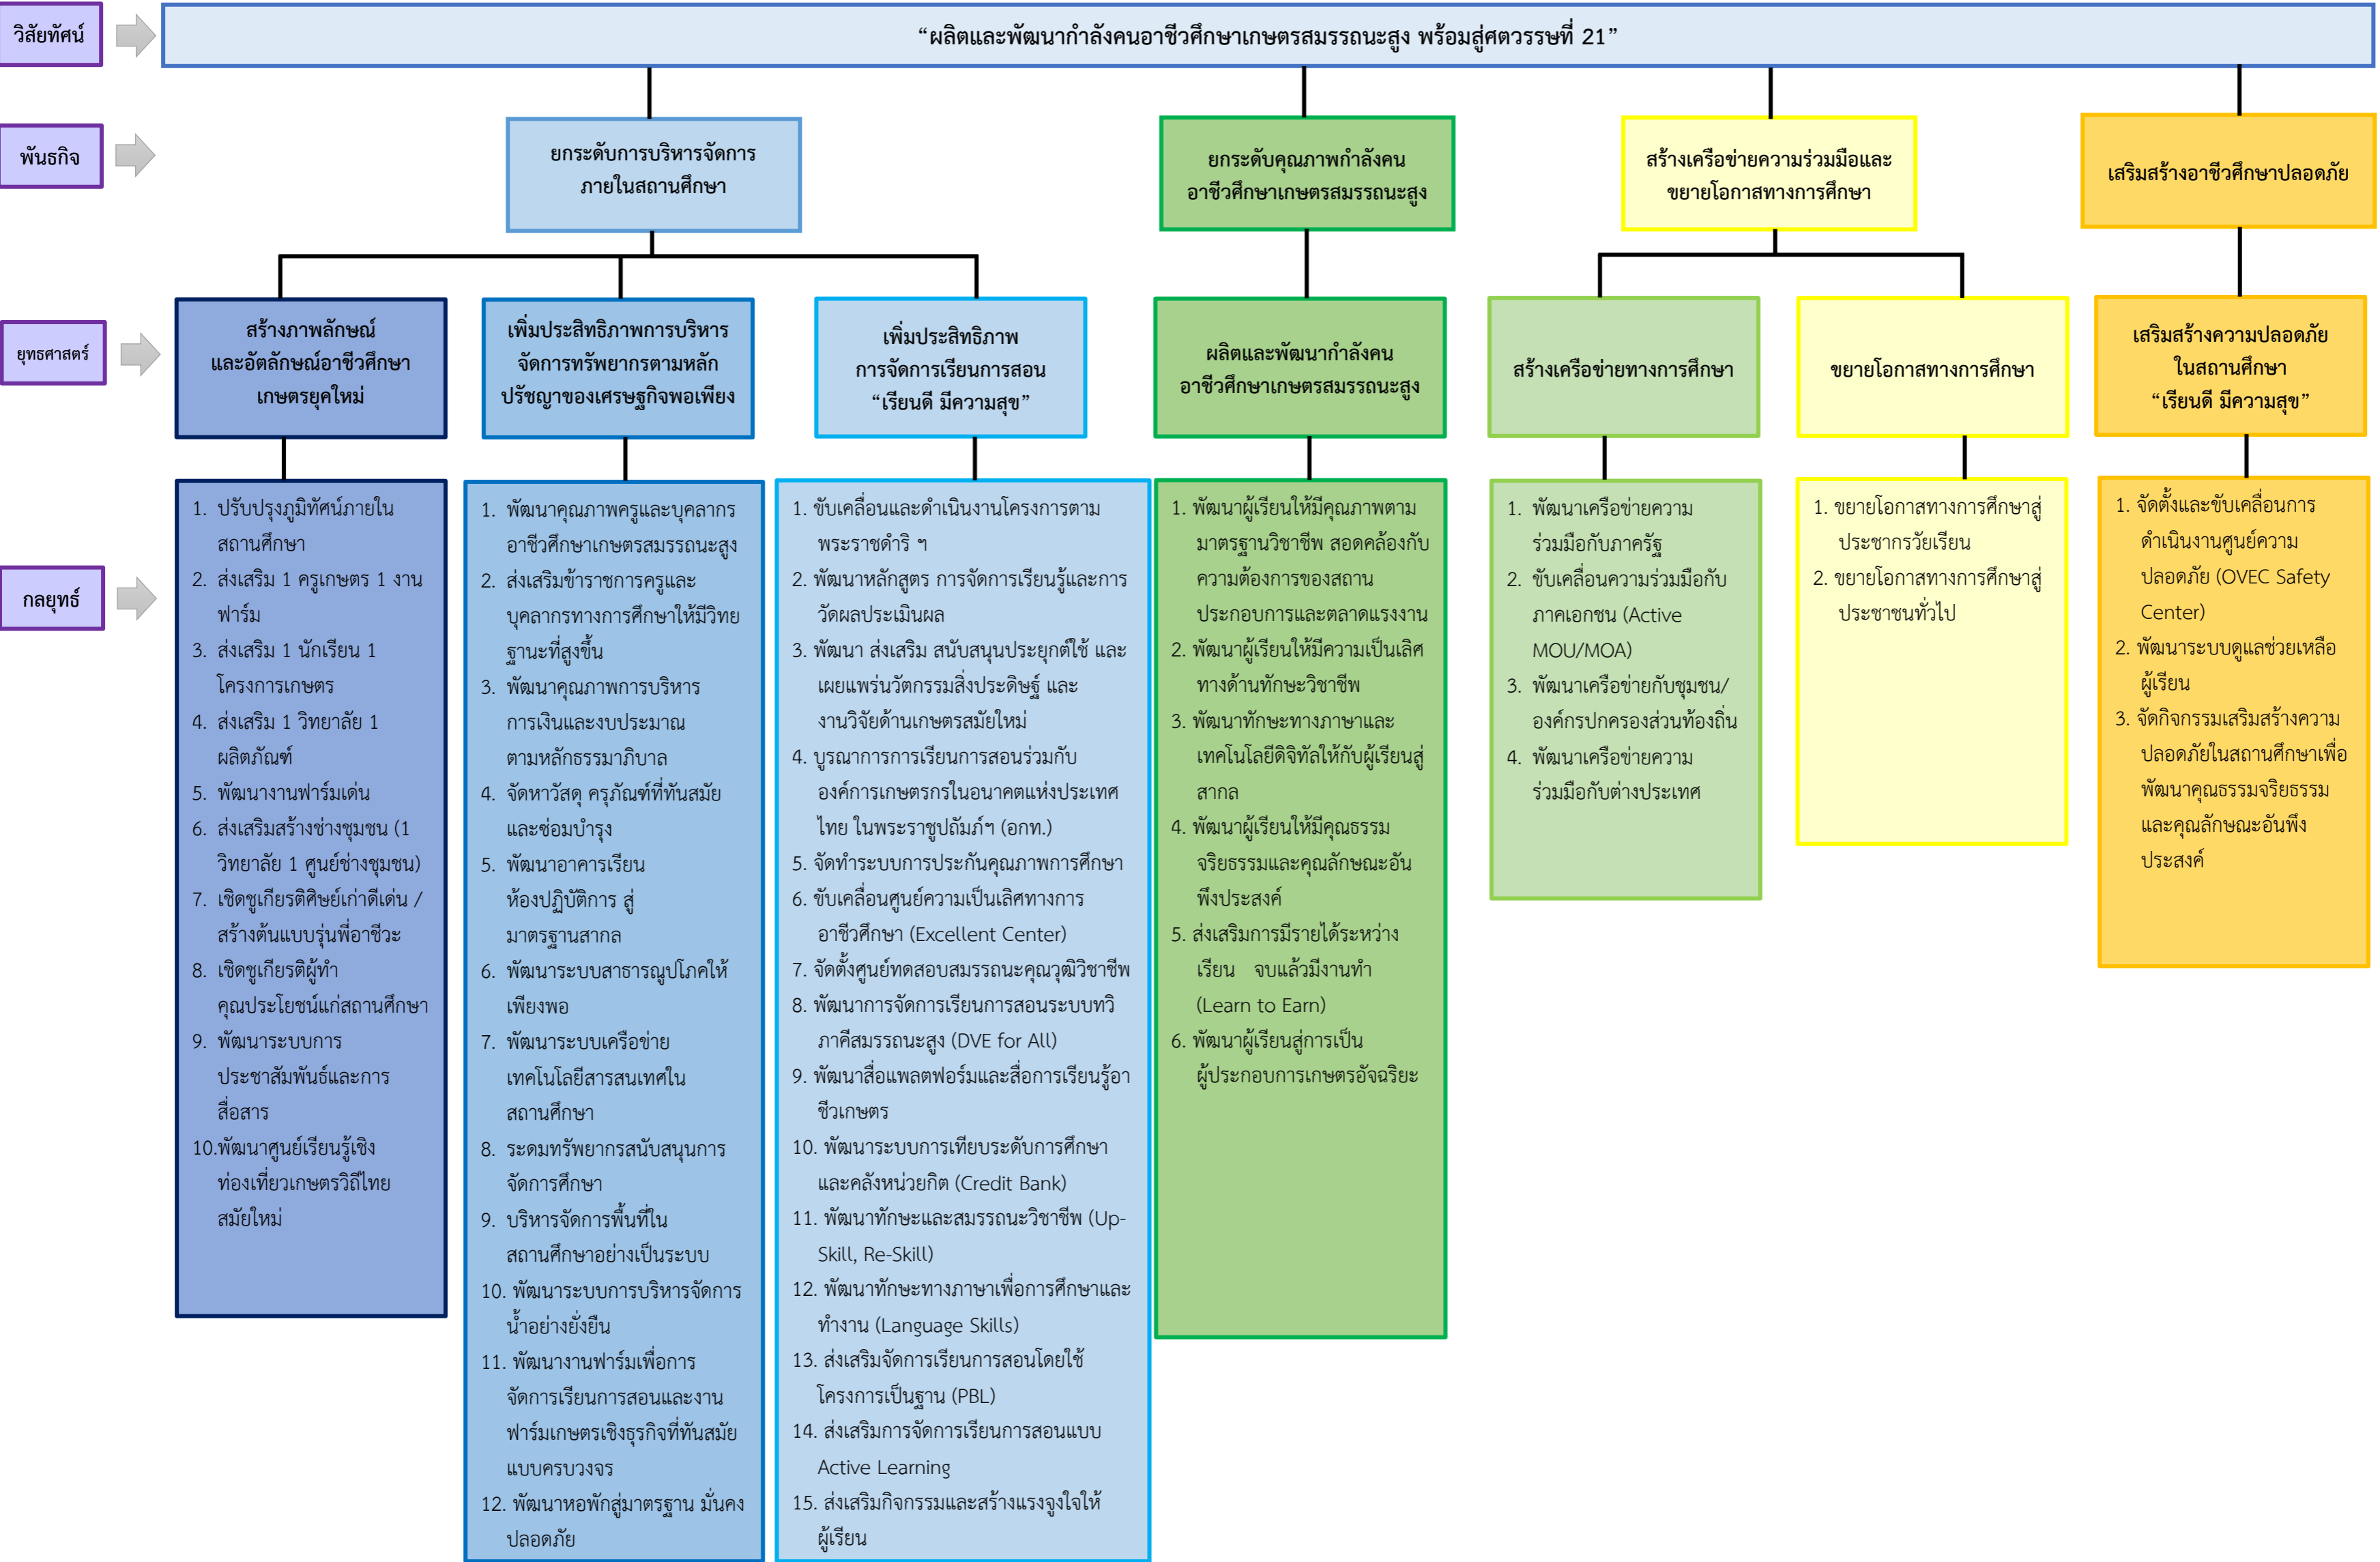 วิสัยทัศน์
“ผลิตและพัฒนากำลังคนอาชีวศึกษาเกษตรสมรรถนะสูง พร้อมสู่ศตวรรษที่ 21”
พันธกิจ
ยกระดับการบริหารจัดการ
ภายในสถานศึกษา
ยกระดับคุณภาพกำลังคน
อาชีวศึกษาเกษตรสมรรถนะสูง
สร้างเครือข่ายความร่วมมือและ
ขยายโอกาสทางการศึกษา
เสริมสร้างอาชีวศึกษาปลอดภัย
ยุทธศาสตร์
สร้างภาพลักษณ์
และอัตลักษณ์อาชีวศึกษา
เกษตรยุคใหม่
เพิ่มประสิทธิภาพการบริหาร
จัดการทรัพยากรตามหลัก
ปรัชญาของเศรษฐกิจพอเพียง
เพิ่มประสิทธิภาพ
การจัดการเรียนการสอน
“เรียนดี มีความสุข”
ผลิตและพัฒนากำลังคน
อาชีวศึกษาเกษตรสมรรถนะสูง
สร้างเครือข่ายทางการศึกษา
ขยายโอกาสทางการศึกษา
เสริมสร้างความปลอดภัย
ในสถานศึกษา
“เรียนดี มีความสุข”
กลยุทธ์
1. ปรับปรุงภูมิทัศน์ภายใน
สถานศึกษา
2. ส่งเสริม 1 ครูเกษตร 1 งาน
ฟาร์ม
3. ส่งเสริม 1 นักเรียน 1
โครงการเกษตร
4. ส่งเสริม 1 วิทยาลัย 1
ผลิตภัณฑ์
5. พัฒนางานฟาร์มเด่น
6. ส่งเสริมสร้างช่างชุมชน (1
วิทยาลัย 1 ศูนย์ช่างชุมชน)
7. เชิดชูเกียรติศิษย์เก่าดีเด่น /
สร้างต้นแบบรุ่นพี่อาชีวะ
8. เชิดชูเกียรติผู้ทำ
คุณประโยชน์แก่สถานศึกษา
9. พัฒนาระบบการ
ประชาสัมพันธ์และการ
สื่อสาร
10.พัฒนาศูนย์เรียนรู้เชิง
ท่องเที่ยวเกษตรวิถีไทย
สมัยใหม่
1. พัฒนาคุณภาพครูและบุคลากร
อาชีวศึกษาเกษตรสมรรถนะสูง
2. ส่งเสริมข้าราชการครูและ
บุคลากรทางการศึกษาให้มีวิทย
ฐานะที่สูงขึ้น
3. พัฒนาคุณภาพการบริหาร
การเงินและงบประมาณ
ตามหลักธรรมาภิบาล
4. จัดหาวัสดุ ครุภัณฑ์ที่ทันสมัย
และซ่อมบำรุง
5. พัฒนาอาคารเรียน
ห้องปฏิบัติการ สู่
มาตรฐานสากล
6. พัฒนาระบบสาธารณูปโภคให้
เพียงพอ
7. พัฒนาระบบเครือข่าย
เทคโนโลยีสารสนเทศใน
สถานศึกษา
8. ระดมทรัพยากรสนับสนุนการ
จัดการศึกษา
9. บริหารจัดการพื้นที่ใน
สถานศึกษาอย่างเป็นระบบ
10. พัฒนาระบบการบริหารจัดการ
น้ำอย่างยั่งยืน
11. พัฒนางานฟาร์มเพื่อการ
จัดการเรียนการสอนและงาน
ฟาร์มเกษตรเชิงธุรกิจที่ทันสมัย
แบบครบวงจร
12. พัฒนาหอพักสู่มาตรฐาน มั่นคง
ปลอดภัย
1. ขับเคลื่อนและดำเนินงานโครงการตาม
พระราชดำริ ฯ
2. พัฒนาหลักสูตร การจัดการเรียนรู้และการ
วัดผลประเมินผล
3. พัฒนา ส่งเสริม สนับสนุนประยุกต์ใช้ และ
เผยแพร่นวัตกรรมสิ่งประดิษฐ์ และ
งานวิจัยด้านเกษตรสมัยใหม่
4. บูรณาการการเรียนการสอนร่วมกับ
องค์การเกษตรกรในอนาคตแห่งประเทศ
ไทย ในพระราชูปถัมภ์ฯ (อกท.)
5. จัดทำระบบการประกันคุณภาพการศึกษา
6. ขับเคลื่อนศูนย์ความเป็นเลิศทางการ
อาชีวศึกษา (Excellent Center)
7. จัดตั้งศูนย์ทดสอบสมรรถนะคุณวุฒิวิชาชีพ
8. พัฒนาการจัดการเรียนการสอนระบบทวิ
ภาคีสมรรถนะสูง (DVE for All)
9. พัฒนาสื่อแพลตฟอร์มและสื่อการเรียนรู้อา
ชีวเกษตร
10. พัฒนาระบบการเทียบระดับการศึกษา
และคลังหน่วยกิต (Credit Bank)
11. พัฒนาทักษะและสมรรถนะวิชาชีพ (Up-
Skill, Re-Skill)
12. พัฒนาทักษะทางภาษาเพื่อการศึกษาและ
ทำงาน (Language Skills)
13. ส่งเสริมจัดการเรียนการสอนโดยใช้
โครงการเป็นฐาน (PBL)
14. ส่งเสริมการจัดการเรียนการสอนแบบ
Active Learning
15. ส่งเสริมกิจกรรมและสร้างแรงจูงใจให้
ผู้เรียน
1. พัฒนาผู้เรียนให้มีคุณภาพตาม
มาตรฐานวิชาชีพ สอดคล้องกับ
ความต้องการของสถาน
ประกอบการและตลาดแรงงาน
2. พัฒนาผู้เรียนให้มีความเป็นเลิศ
ทางด้านทักษะวิชาชีพ
3. พัฒนาทักษะทางภาษาและ
เทคโนโลยีดิจิทัลให้กับผู้เรียนสู่
สากล
4. พัฒนาผู้เรียนให้มีคุณธรรม
จริยธรรมและคุณลักษณะอัน
พึงประสงค์
5. ส่งเสริมการมีรายได้ระหว่าง
เรียน จบแล้วมีงานทำ
(Learn to Earn)
6. พัฒนาผู้เรียนสู่การเป็น
ผู้ประกอบการเกษตรอัจฉริยะ
1. พัฒนาเครือข่ายความ
ร่วมมือกับภาครัฐ
2. ขับเคลื่อนความร่วมมือกับ
ภาคเอกชน (Active
MOU/MOA)
3. พัฒนาเครือข่ายกับชุมชน/
องค์กรปกครองส่วนท้องถิ่น
4. พัฒนาเครือข่ายความ
ร่วมมือกับต่างประเทศ
1. ขยายโอกาสทางการศึกษาสู่
ประชากรวัยเรียน
2. ขยายโอกาสทางการศึกษาสู่
ประชาชนทั่วไป
1. จัดตั้งและขับเคลื่อนการ
ดำเนินงานศูนย์ความ
ปลอดภัย (OVEC Safety
Center)
2. พัฒนาระบบดูแลช่วยเหลือ
ผู้เรียน
3. จัดกิจกรรมเสริมสร้างความ
ปลอดภัยในสถานศึกษาเพื่อ
พัฒนาคุณธรรมจริยธรรม
และคุณลักษณะอันพึง
ประสงค์